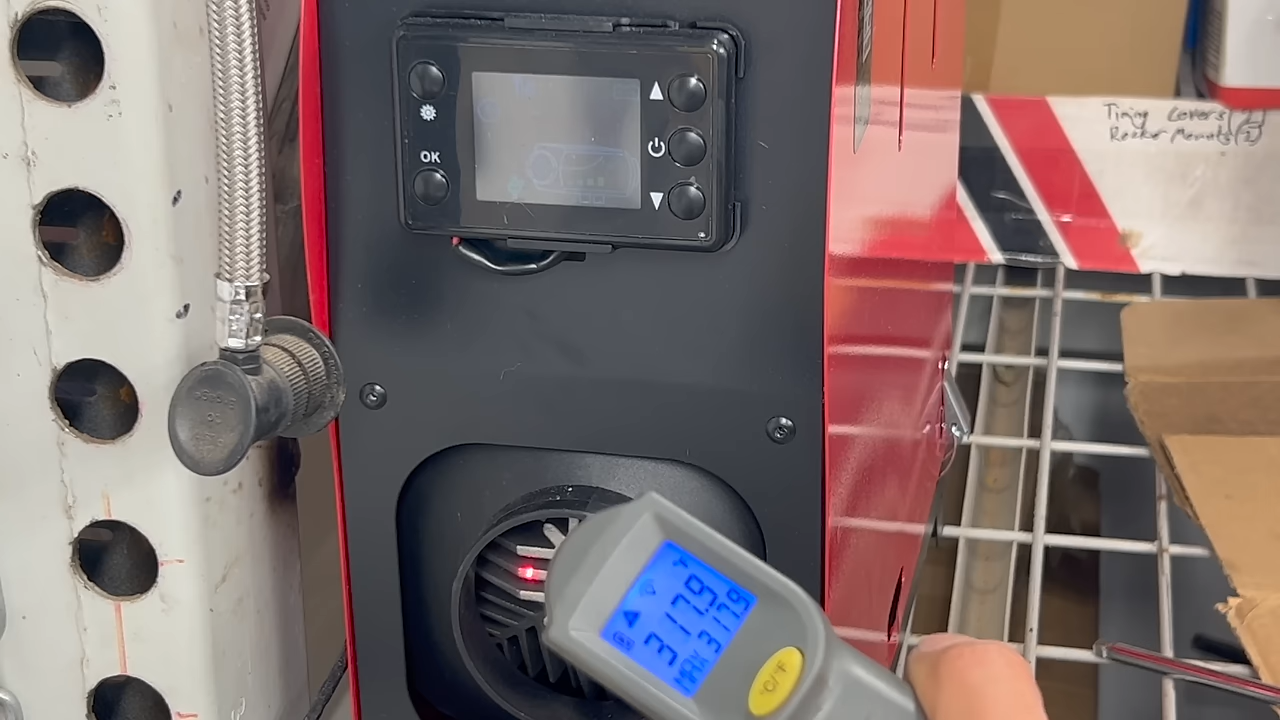 OK
Timing Covers
Rocker Mounts
°F
317.9
MAX 317.9
°C/°F